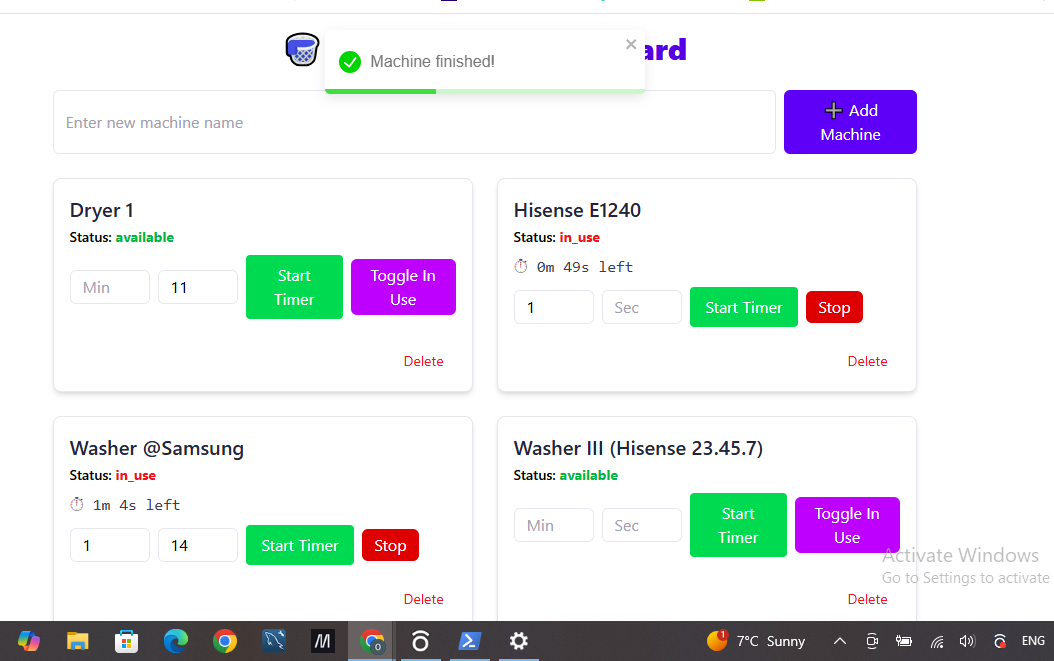 Machine finished!
ard
Enter new machine name
Add
Machine
Dryer 1
Status: available
Min
11
Start
Timer
Toggle In
Use
Delete
Hisense E1240
Status: in_use
0m 49s left
1
Sec
Start Timer
Stop
Delete
Washer @Samsung
Status: in_use
1m 4s left
1
14
Start Timer
Stop
Delete
Washer III (Hisense 23.45.7)
Status: available
Min
Sec
Start
Timer
Toggle In
Use
Delete
Activate Windows
Go to Settings to activate
1
7°C Sunny
ENG